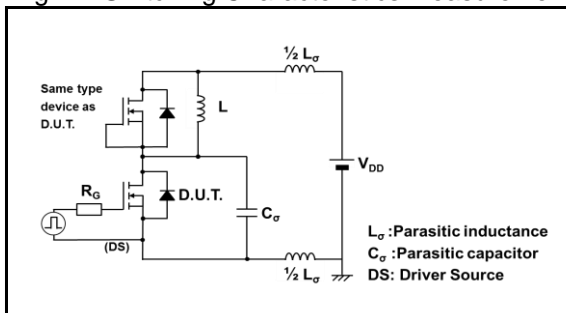 ½ Lσ
Same type
device as
D.U.T.
L
VDD
RG
D.U.T.
Cσ
(DS)
½ Lσ
Lσ :Parasitic inductance
Cσ :Parasitic capacitor
DS: Driver Source